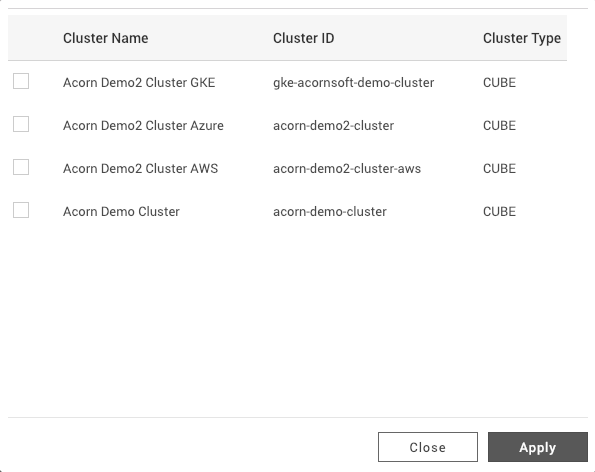 Cluster Name Cluster ID Cluster Type
Acorn Demo2 Cluster GKE gke-acornsoft-demo-cluster CUBE
Acorn Demo2 Cluster Azure acorn-demo2-cluster CUBE
Acorn Demo2 Cluster AWS acorn-demo2-cluster-aws CUBE
Acorn Demo Cluster acorn-demo-cluster CUBE
Close Apply